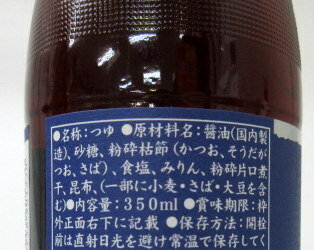 ●名称:つゆ ●原材料名:醤油(国内製
造)、砂糖、粉砕枯節(かつお、そうだが
つお、さば)、食塩、みりん、粉砕片口煮
干、昆布、(一部に小麦・さば・大豆を含
む)●内容量:350ml ●賞味期限:枠
外正面右下に記載 ●保存方法:開栓
前は直射日光を避け常温で保存して